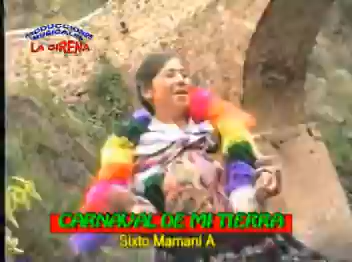 PRODUCCIONES
MUSICALES
LA SIRENA
CARNAVAL DE MI TIERRA
Sixto Mamani A